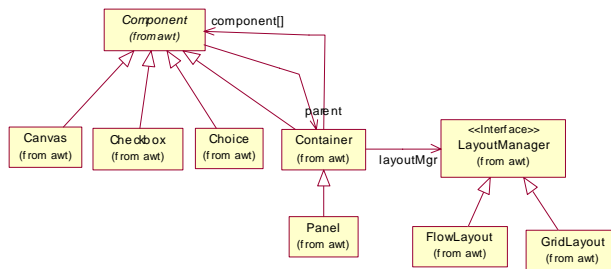 Component
(from awt)
component[]
parent
Canvas
(from awt)
Checkbox
(from awt)
Choice
(from awt)
Container
(from awt)
layoutMgr
<<Interface>>
LayoutManager
(from awt)
Panel
(from awt)
FlowLayout
(from awt)
GridLayout
(from awt)